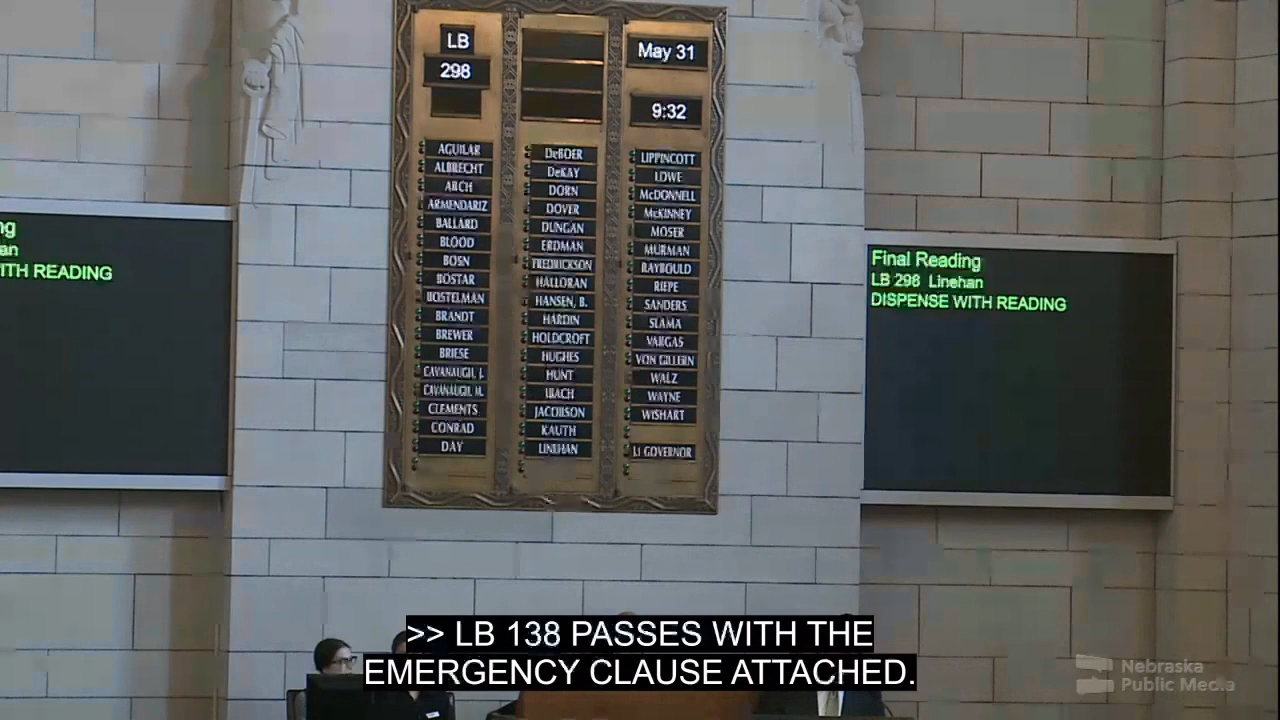 LB
298
May 31
9:32
AGUILAR
ALBRECHT
ARCH
ARMENDARIZ
BALLARD
BLOOD
BOSN
BOSTAR
BOSTELMAN
BRANDT
BREWER
BRIESE
CAVANAUGH, J.
CAVANAUGH, M.
CLEMENTS
CONRAD
DAY
DeBOER
DeKAY
DORN
DOVER
DUNGAN
ERDMAN
FREDRICKSON
HALLORAN
HANSEN, B.
HARDIN
HOLDCROFT
HUGHES
HUNT
IBACH
JACOBSON
KAUTH
LINEHAN
LIPPINCOTT
LOWE
McDONNELL
McKINNEY
MOSER
MURMAN
RAYBOULD
RIEPE
SANDERS
SLAMA
VARGAS
VON GILLERN
WALZ
WAYNE
WISHART
Lt GOVERNOR
ng
an
ITH READING
Final Reading
LB 298 Linehan
DISPENSE WITH READING
>> LB 138 PASSES WITH THE
EMERGENCY CLAUSE ATTACHED.
Nebraska
Public Media